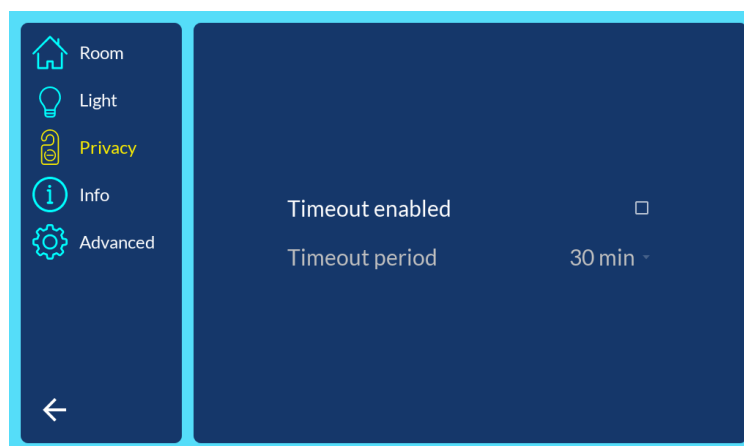 Room
Light
Privacy
Info
Advanced
Timeout enabled
Timeout period 30 min